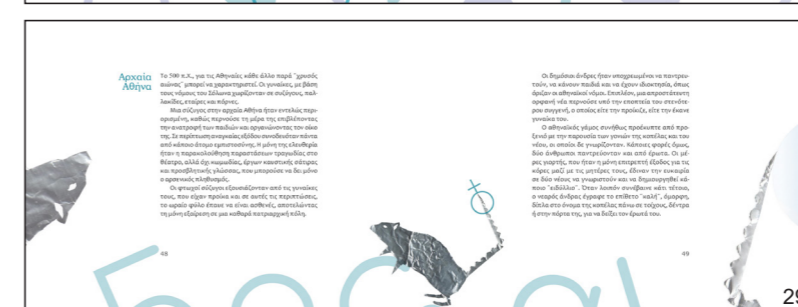 Αρχαία
Αθήνα
Το 500 π.Χ., για τις Αθηναίες κάθε άλλο παρά "χρυσός
αιώνας" μπορεί να χαρακτηριστεί. Οι γυναίκες, με βάση
τους νόμους του Σόλωνα χωρίζονταν σε συζύγους, παλ-
λακίδες, εταίρες και πόρνες.
Μια σύζυγος στην αρχαία Αθήνα ήταν εντελώς περι-
ορισμένη, καθώς περνούσε τη μέρα της επιβλέποντας
την ανατροφή των παιδιών και οργανώνοντας τον οίκο
της. Σε περίπτωση αναγκαίας εξόδου συνοδευόταν πάντα
από κάποιο άτομο εμπιστοσύνης. Η μόνη της ελευθερία
ήταν η παρακολούθηση παραστάσεων τραγωδίας στο
θέατρο, αλλά όχι κωμωδίας, έργων καυστικής σάτιρας
και προσβλητικής γλώσσας, που μπορούσε να δει μόνο
ο αρσενικός πληθυσμός.
Οι φτωχοί σύζυγοι εξουσιάζονταν από τις γυναίκες
τους, που είχαν προίκα και σε αυτές τις περιπτώσεις,
το ωραίο φύλο έπαυε να είναι ασθενές, αποτελώντας
τη μόνη εξαίρεση σε μια καθαρά πατριαρχική πόλη.
48
Οι δημόσιοι άνδρες ήταν υποχρεωμένοι να παντρευ-
τούν, να κάνουν παιδιά και να έχουν ιδιοκτησία, όπως
όριζαν οι αθηναϊκοί νόμοι. Επιπλέον, μια απροστάτευτη
ορφανή νέα περνούσε υπό την εποπτεία του στενότε-
ρου συγγενή, ο οποίος είτε την προίκιζε, είτε την έκανε
γυναίκα του.
Ο αθηναϊκός γάμος συνήθως προέκυπτε από προ-
ξενιό με την παρουσία των γονιών της κοπέλας και του
νέου, οι οποίοι δε γνωρίζονταν. Κάποιες φορές όμως,
δύο άνθρωποι παντρεύονταν και από έρωτα. Οι μέ-
ρες γιορτής, που ήταν η μόνη επιτρεπτή έξοδος για τις
κόρες μαζί με τις μητέρες τους, έδιναν την ευκαιρία
σε δύο νέους να γνωριστούν και να δημιουργηθεί κά-
ποιο "ειδύλλιο". Όταν λοιπόν συνέβαινε κάτι τέτοιο,
ο νεαρός άνδρας έγραφε το επίθετο "καλή", όμορφη,
δίπλα στο όνομα της κοπέλας πάνω σε τοίχους, δέντρα
ή στην πόρτα της, για να δείξει τον έρωτά του.
49